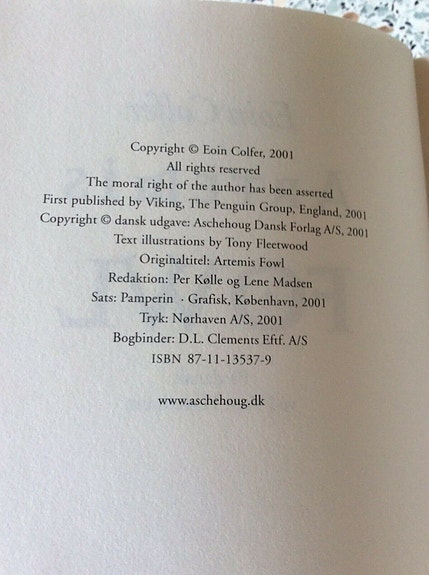 Copyright © Eoin Colfer, 2001
All rights reserved
The moral right of the author has been asserted
First published by Viking, The Penguin Group, England, 2001
Copyright © dansk udgave: Aschehoug Dansk Forlag A/S, 2001
Text illustrations by Tony Fleetwood
Originaltitel: Artemis Fowl
Redaktion: Per Kølle og Lene Madsen
Sats: Pamperin · Grafisk, København, 2001
Tryk: Nørhaven A/S, 2001
Bogbinder: D.L. Clements Eftf. A/S
ISBN 87-11-13537-9
www.aschehoug.dk